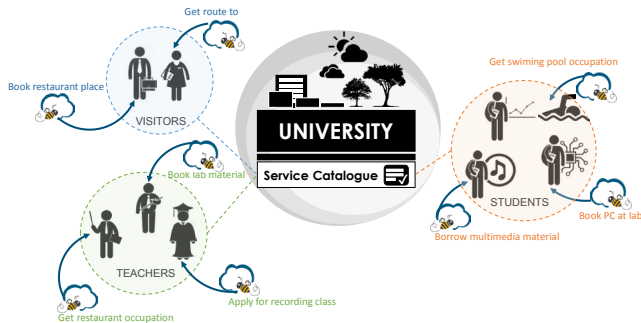 Get route to
Book restaurant place
VISITORS
Get swiming pool occupation
UNIVERSITY
Service Catalogue
Book lab material
STUDENTS
Book PC at lab
Borrow multimedia material
TEACHERS
Apply for recording class
Get restaurant occupation